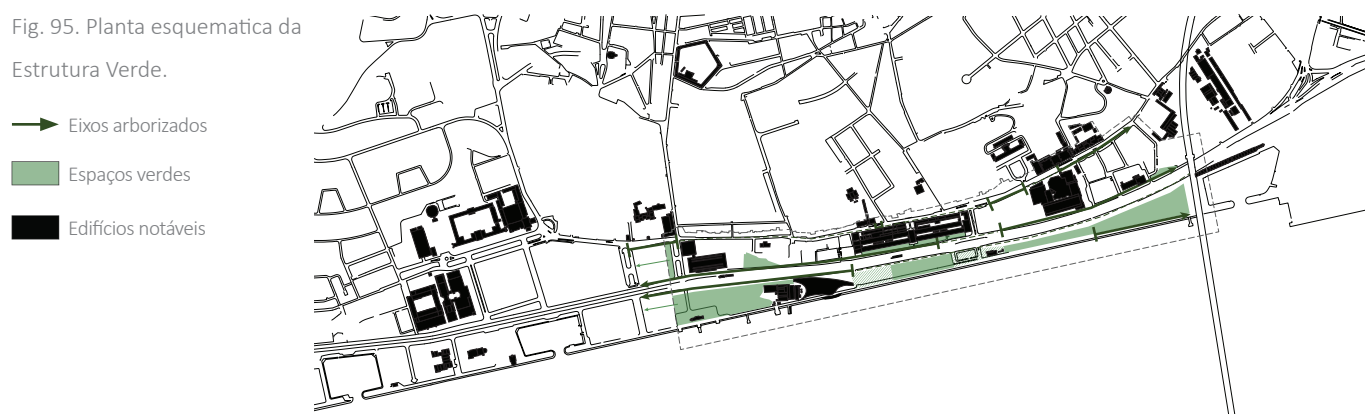 Fig. 95. Planta esquematica da
Estrutura Verde.
Eixos arborizados
Espaços verdes
Edifícios notáveis